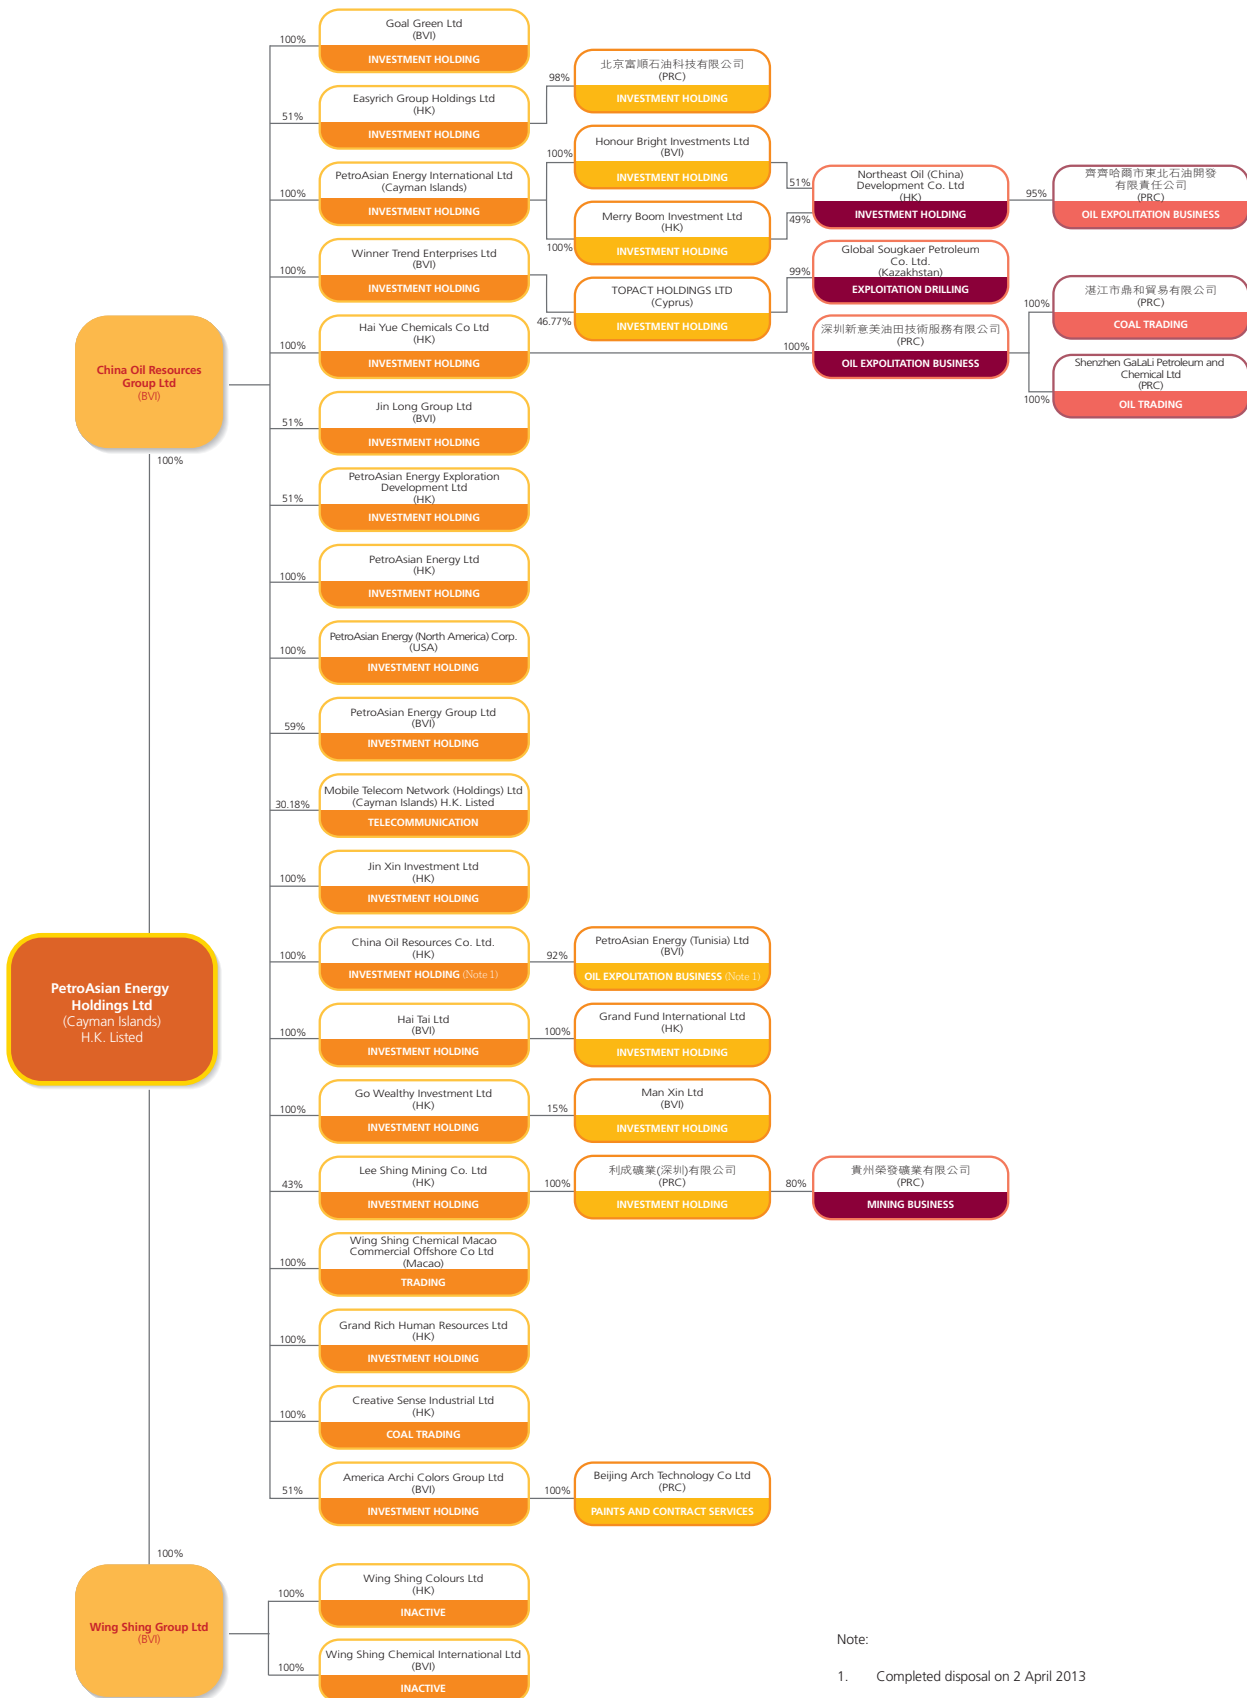 PetroAsian Energy
Holdings Ltd
(Cayman Islands)
H.K. Listed
100%
China Oil Resources
Group Ltd
(BVI)
100%
Goal Green Ltd
(BVI)
INVESTMENT HOLDING
51%
Easyrich Group Holdings Ltd
(HK)
INVESTMENT HOLDING
98%
北京富順石油科技有限公司
(PRC)
INVESTMENT HOLDING
100%
PetroAsian Energy International Ltd
(Cayman Islands)
INVESTMENT HOLDING
100%
Honour Bright Investments Ltd
(BVI)
INVESTMENT HOLDING
100%
Merry Boom Investment Ltd
(HK)
INVESTMENT HOLDING
51%
49%
Northeast Oil (China)
Development Co. Ltd
(HK)
INVESTMENT HOLDING
95%
齊齊哈爾市東北石油開發
有限責任公司
(PRC)
OIL EXPOLITATION BUSINESS
100%
Winner Trend Enterprises Ltd
(BVI)
INVESTMENT HOLDING
46.77%
TOPACT HOLDINGS LTD
(Cyprus)
INVESTMENT HOLDING
99%
Global Sougkaer Petroleum
Co. Ltd.
(Kazakhstan)
EXPLOITATION DRILLING
100%
Hai Yue Chemicals Co Ltd
(HK)
INVESTMENT HOLDING
100%
深圳新意美油田技術服務有限公司
(PRC)
OIL EXPOLITATION BUSINESS
100%
湛江市鼎和貿易有限公司
(PRC)
COAL TRADING
100%
Shenzhen GaLaLi Petroleum and
Chemical Ltd
(PRC)
OIL TRADING
51%
Jin Long Group Ltd
(BVI)
INVESTMENT HOLDING
51%
PetroAsian Energy Exploration
Development Ltd
(HK)
INVESTMENT HOLDING
100%
PetroAsian Energy Ltd
(HK)
INVESTMENT HOLDING
100%
PetroAsian Energy (North America) Corp.
(USA)
INVESTMENT HOLDING
59%
PetroAsian Energy Group Ltd
(BVI)
INVESTMENT HOLDING
30.18%
Mobile Telecom Network (Holdings) Ltd
(Cayman Islands) H.K. Listed
TELECOMMUNICATION
100%
Jin Xin Investment Ltd
(HK)
INVESTMENT HOLDING
100%
China Oil Resources Co. Ltd.
(HK)
INVESTMENT HOLDING (Note 1)
92%
PetroAsian Energy (Tunisia) Ltd
(BVI)
OIL EXPOLITATION BUSINESS (Note 1)
100%
Hai Tai Ltd
(BVI)
INVESTMENT HOLDING
100%
Grand Fund International Ltd
(HK)
INVESTMENT HOLDING
100%
Go Wealthy Investment Ltd
(HK)
INVESTMENT HOLDING
15%
Man Xin Ltd
(BVI)
INVESTMENT HOLDING
43%
Lee Shing Mining Co. Ltd
(HK)
INVESTMENT HOLDING
100%
利成礦業(深圳)有限公司
(PRC)
INVESTMENT HOLDING
80%
貴州榮發礦業有限公司
(PRC)
MINING BUSINESS
100%
Wing Shing Chemical Macao
Commercial Offshore Co Ltd
(Macao)
TRADING
100%
Grand Rich Human Resources Ltd
(HK)
INVESTMENT HOLDING
100%
Creative Sense Industrial Ltd
(HK)
COAL TRADING
51%
America Archi Colors Group Ltd
(BVI)
INVESTMENT HOLDING
100%
Beijing Arch Technology Co Ltd
(PRC)
PAINTS AND CONTRACT SERVICES
100%
Wing Shing Group Ltd
(BVI)
100%
Wing Shing Colours Ltd
(HK)
INACTIVE
100%
Wing Shing Chemical International Ltd
(BVI)
INACTIVE
Note:
1. Completed disposal on 2 April 2013